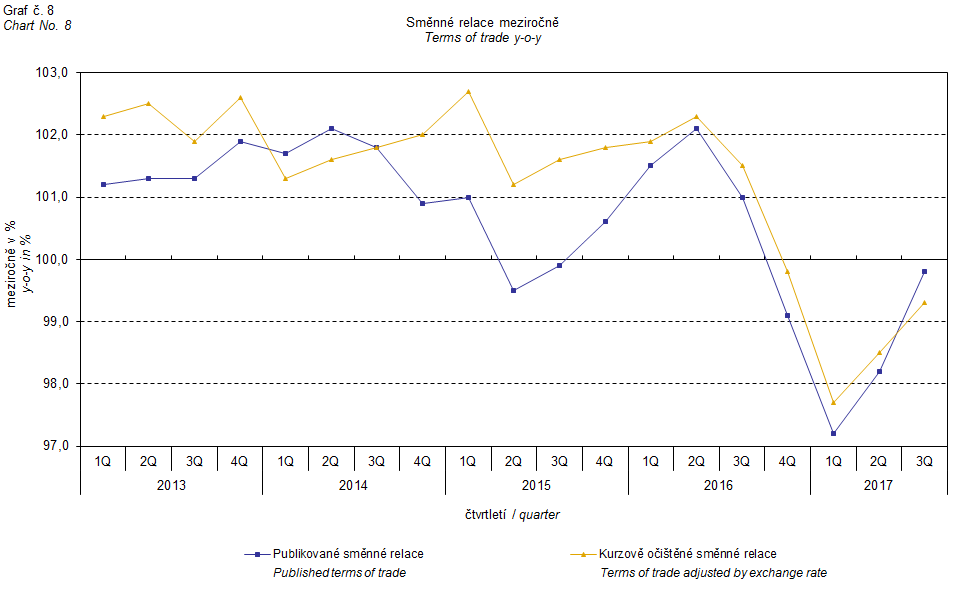 Graf č. 8
Chart No. 8
Směnné relace meziročně
Terms of trade y-o-y
meziročně v %
y-o-y in %
103,0
102,0
101,0
100,0
99,0
98,0
97,0
1Q 2Q 3Q 4Q 1Q 2Q 3Q 4Q 1Q 2Q 3Q 4Q 1Q 2Q 3Q 4Q 1Q 2Q 3Q
2013 2014 2015 2016 2017
čtvrtletí / quarter
Publikované směnné relace Kurzově očištěné směnné relace
Published terms of trade Terms of trade adjusted by exchange rate